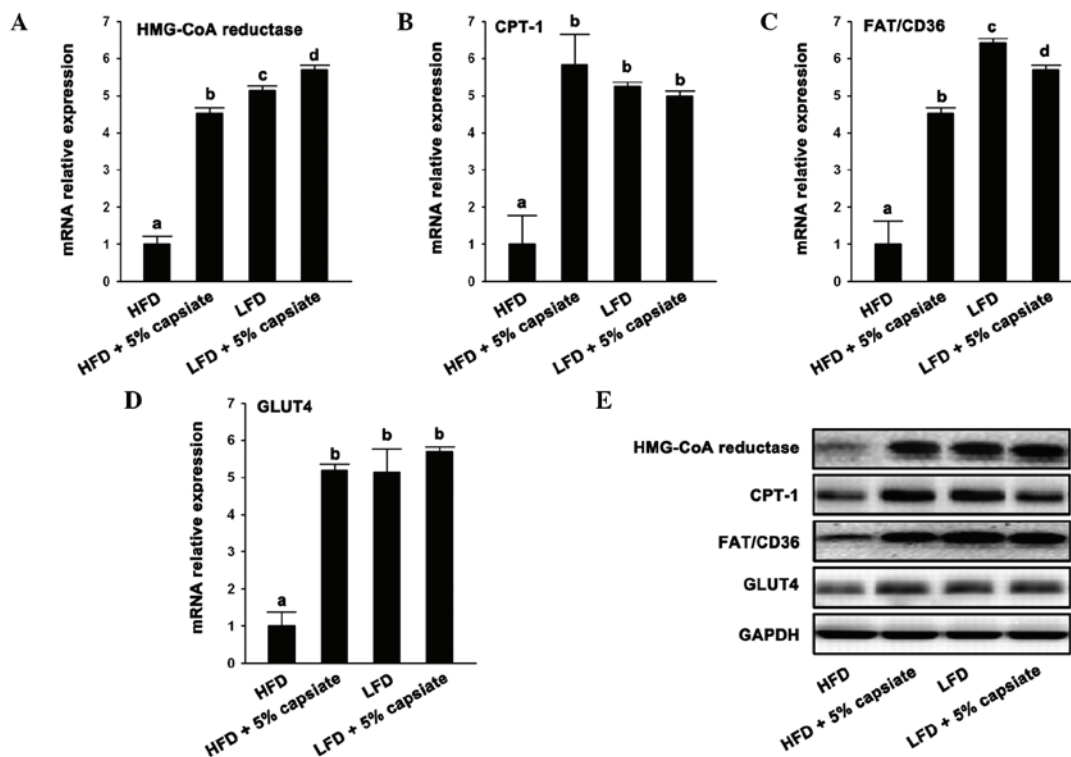 A
HMG-CoA reductase
mRNA relative expression
7
6
5
4
3
2
1
0
a
b
c
d
HFD
HFD + 5% capsiate
LFD
LFD + 5% capsiate
B
CPT-1
mRNA relative expression
7
6
5
4
3
2
1
0
a
b
b
b
HFD
HFD + 5% capsiate
LFD
LFD + 5% capsiate
C
FAT/CD36
mRNA relative expression
7
6
5
4
3
2
1
0
a
b
c
d
HFD
HFD + 5% capsiate
LFD
LFD + 5% capsiate
D
GLUT4
mRNA relative expression
7
6
5
4
3
2
1
0
a
b
b
b
HFD
HFD + 5% capsiate
LFD
LFD + 5% capsiate
E
HMG-CoA reductase
CPT-1
FAT/CD36
GLUT4
GAPDH
HFD
HFD + 5% capsiate
LFD
LFD + 5% capsiate